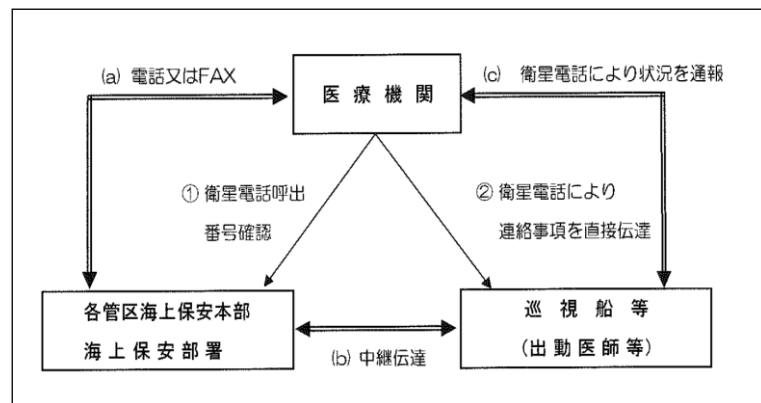 (a) 電話又はFAX
医療機関
(c) 衛星電話により状況を通報
① 衛星電話呼出
番号確認
② 衛星電話により
連絡事項を直接伝達
各管区海上保安本部
海上保安部署
(b) 中継伝達
巡視船等
(出動医師等)